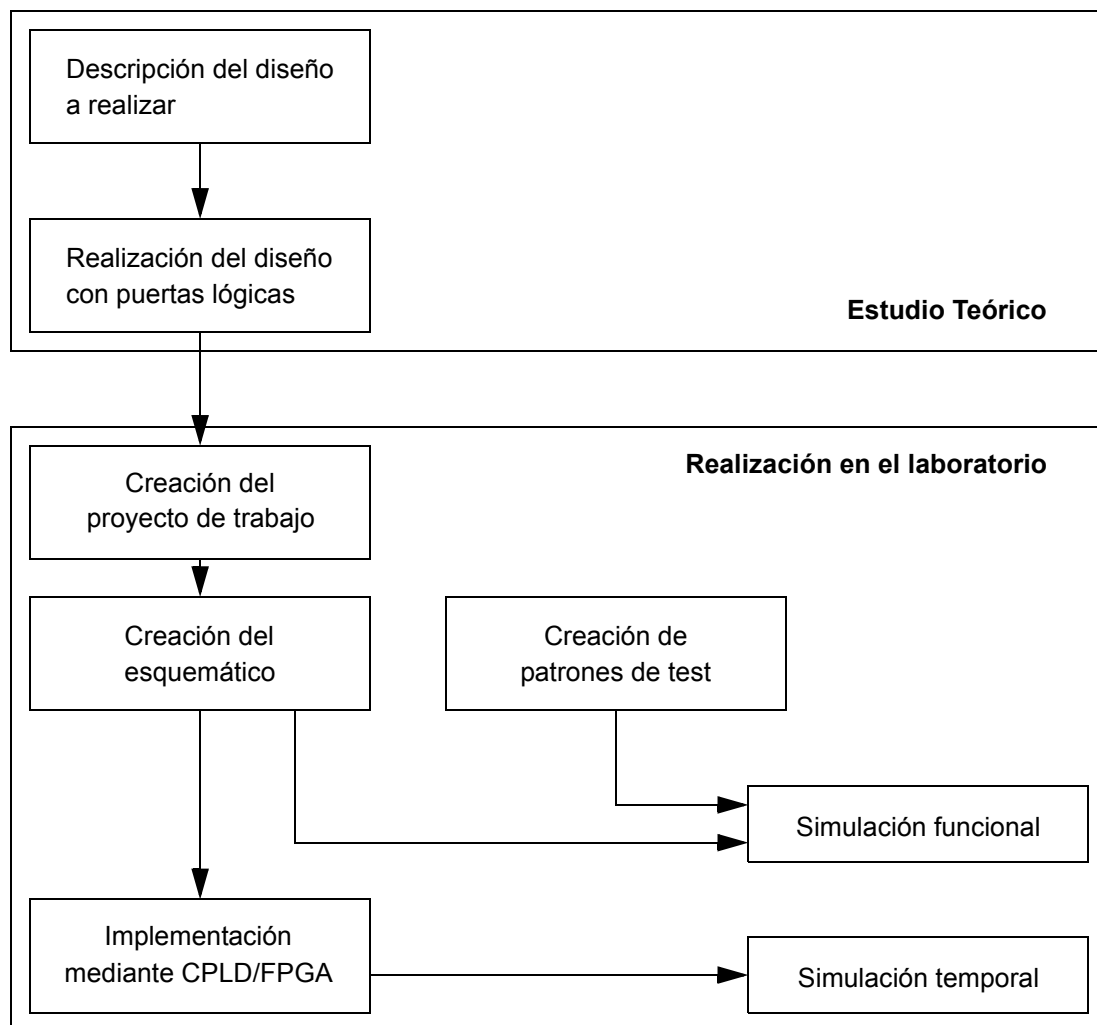 Descripción del diseño
a realizar
Realización del diseño
con puertas lógicas
Estudio Teórico
Realización en el laboratorio
Creación del
proyecto de trabajo
Creación del
esquemático
Creación de
patrones de test
Simulación funcional
Implementación
mediante CPLD/FPGA
Simulación temporal